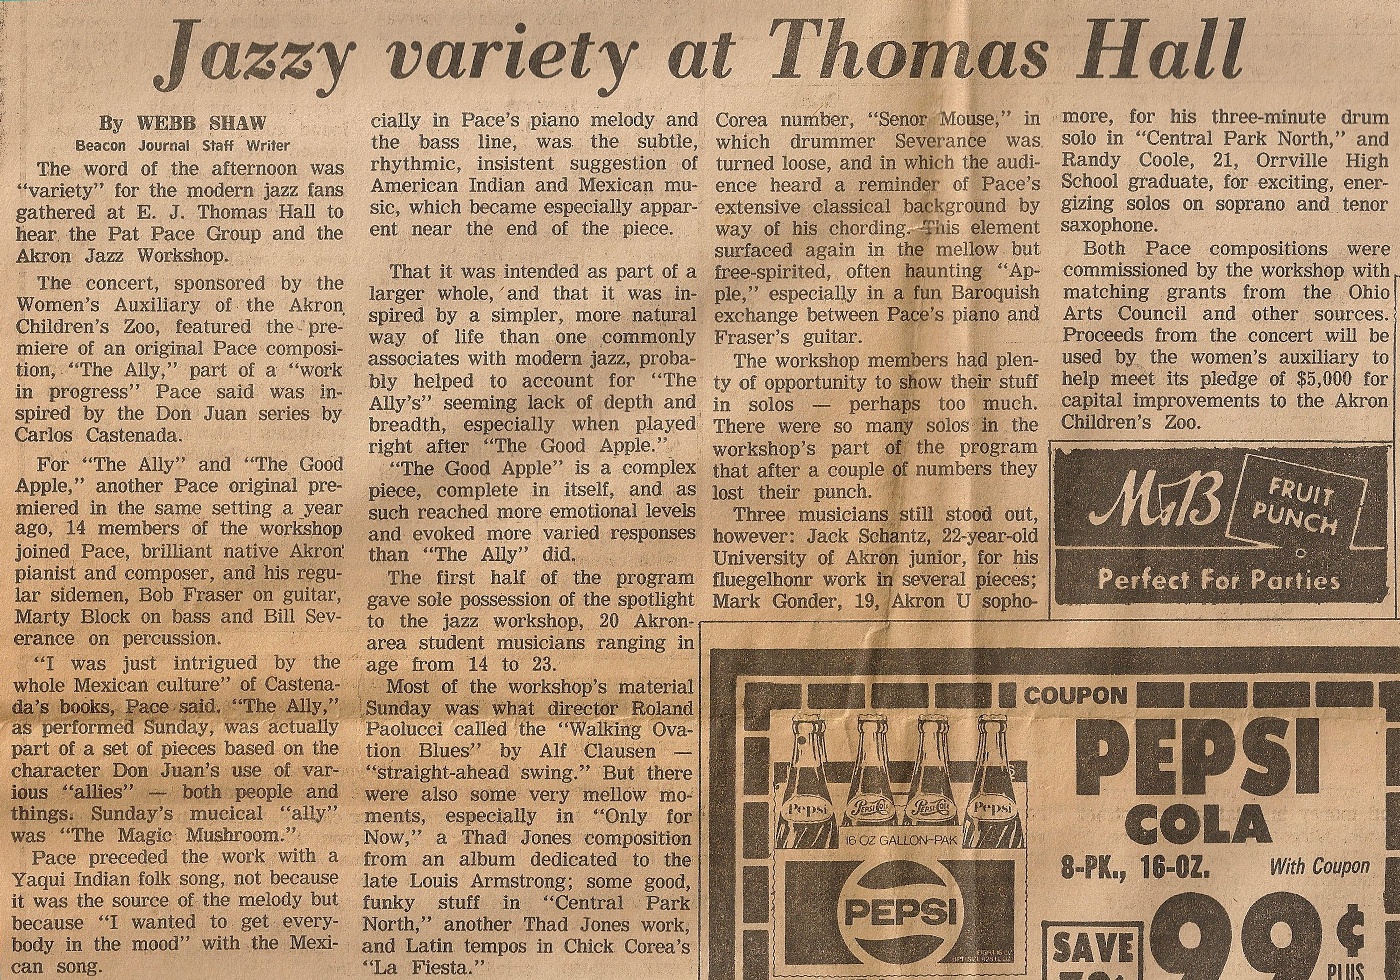 Jazzy variety at Thomas Hall
By WEBB SHAW
Beacon Journal Staff Writer
The word of the afternoon was
“variety” for the modern jazz fans
gathered at E. J. Thomas Hall to
hear the Pat Pace Group and the
Akron Jazz Workshop.
The concert, sponsored by the
Women’s Auxiliary of the Akron
Children’s Zoo, featured the pre-
miere of an original Pace composi-
tion, “The Ally,” part of a “work
in progress” Pace said was in-
spired by the Don Juan series by
Carlos Castenada.
For “The Ally” and “The Good
Apple,” another Pace original pre-
miered in the same setting a year
ago, 14 members of the workshop
joined Pace, brilliant native Akron
pianist and composer, and his regu-
lar sidemen, Bob Fraser on guitar,
Marty Block on bass and Bill Sev-
erance on percussion.
“I was just intrigued by the
whole Mexican culture” of Castena-
da’s books, Pace said. “The Ally,”
as performed Sunday, was actually
part of a set of pieces based on the
character Don Juan’s use of var-
ious “allies” — both people and
things. Sunday’s mucical “ally”
was “The Magic Mushroom.”
Pace preceded the work with a
Yaqui Indian folk song, not because
it was the source of the melody but
because “I wanted to get every-
body in the mood” with the Mexi-
can song.
cially in Pace’s piano melody and
the bass line, was the subtle,
rhythmic, insistent suggestion of
American Indian and Mexican mu-
sic, which became especially appar-
ent near the end of the piece.
That it was intended as part of a
larger whole, and that it was in-
spired by a simpler, more natural
way of life than one commonly
associates with modern jazz, proba-
bly helped to account for “The
Ally’s” seeming lack of depth and
breadth, especially when played
right after “The Good Apple.”
“The Good Apple” is a complex
piece, complete in itself, and as
such reached more emotional levels
and evoked more varied responses
than “The Ally” did.
The first half of the program
gave sole possession of the spotlight
to the jazz workshop, 20 Akron-
area student musicians ranging in
age from 14 to 23.
Most of the workshop’s material
Sunday was what director Roland
Paolucci called the “Walking Ova-
tion Blues” by Alf Clausen —
“straight-ahead swing.” But there
were also some very mellow mo-
ments, especially in “Only for
Now,” a Thad Jones composition
from an album dedicated to the
late Louis Armstrong; some good,
funky stuff in “Central Park
North,” another Thad Jones work,
and Latin tempos in Chick Corea’s
“La Fiesta.”
Corea number, “Senor Mouse,” in
which drummer Severance was
turned loose, and in which the audi-
ence heard a reminder of Pace’s
extensive classical background by
way of his chording. This element
surfaced again in the mellow but
free-spirited, often haunting “Ap-
ple,” especially in a fun Baroquish
exchange between Pace’s piano and
Fraser’s guitar.
The workshop members had plen-
ty of opportunity to show their stuff
in solos — perhaps too much.
There were so many solos in the
workshop’s part of the program
that after a couple of numbers they
lost their punch.
Three musicians still stood out,
however: Jack Schantz, 22-year-old
University of Akron junior, for his
fluegelhonr work in several pieces;
Mark Gonder, 19, Akron U sopho-
more, for his three-minute drum
solo in “Central Park North,” and
Randy Coole, 21, Orrville High
School graduate, for exciting, ener-
gizing solos on soprano and tenor
saxophone.
Both Pace compositions were
commissioned by the workshop with
matching grants from the Ohio
Arts Council and other sources.
Proceeds from the concert will be
used by the women’s auxiliary to
help meet its pledge of $5,000 for
capital improvements to the Akron
Children’s Zoo.
FRUIT
PUNCH
Perfect For Parties
COUPON
PEPSI
COLA
8-PK., 16-OZ.
With Coupon
99¢
PLUS
SAVE
Pepsi
Pepsi-Cola
Pepsi-Cola
Pepsi
16 OZ GALLON-PAK
PEPSI